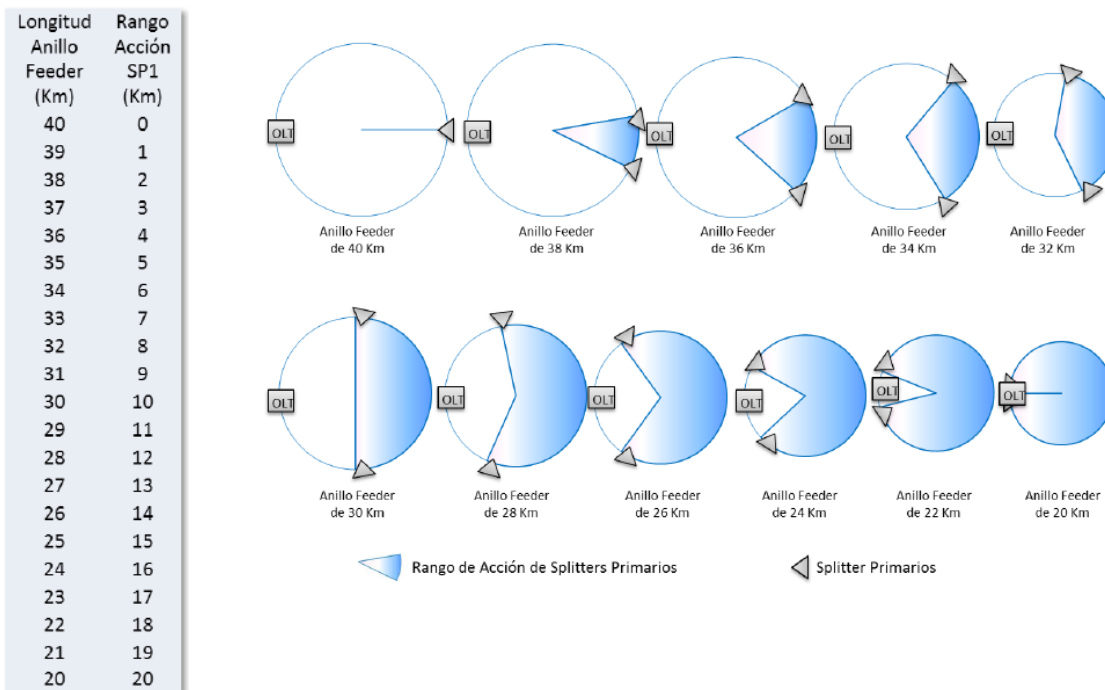 Longitud Anillo Feeder (Km) Rango Acción SP1 (Km)
40 0
39 1
38 2
37 3
36 4
35 5
34 6
33 7
32 8
31 9
30 10
29 11
28 12
27 13
26 14
25 15
24 16
23 17
22 18
21 19
20 20
OLT OLT OLT OLT OLT
Anillo Feeder de 40 Km
Anillo Feeder de 38 Km
Anillo Feeder de 36 Km
Anillo Feeder de 34 Km
Anillo Feeder de 32 Km
OLT OLT OLT OLT OLT OLT
Anillo Feeder de 30 Km
Anillo Feeder de 28 Km
Anillo Feeder de 26 Km
Anillo Feeder de 24 Km
Anillo Feeder de 22 Km
Anillo Feeder de 20 Km
Rango de Acción de Splitters Primarios
Splitter Primarios